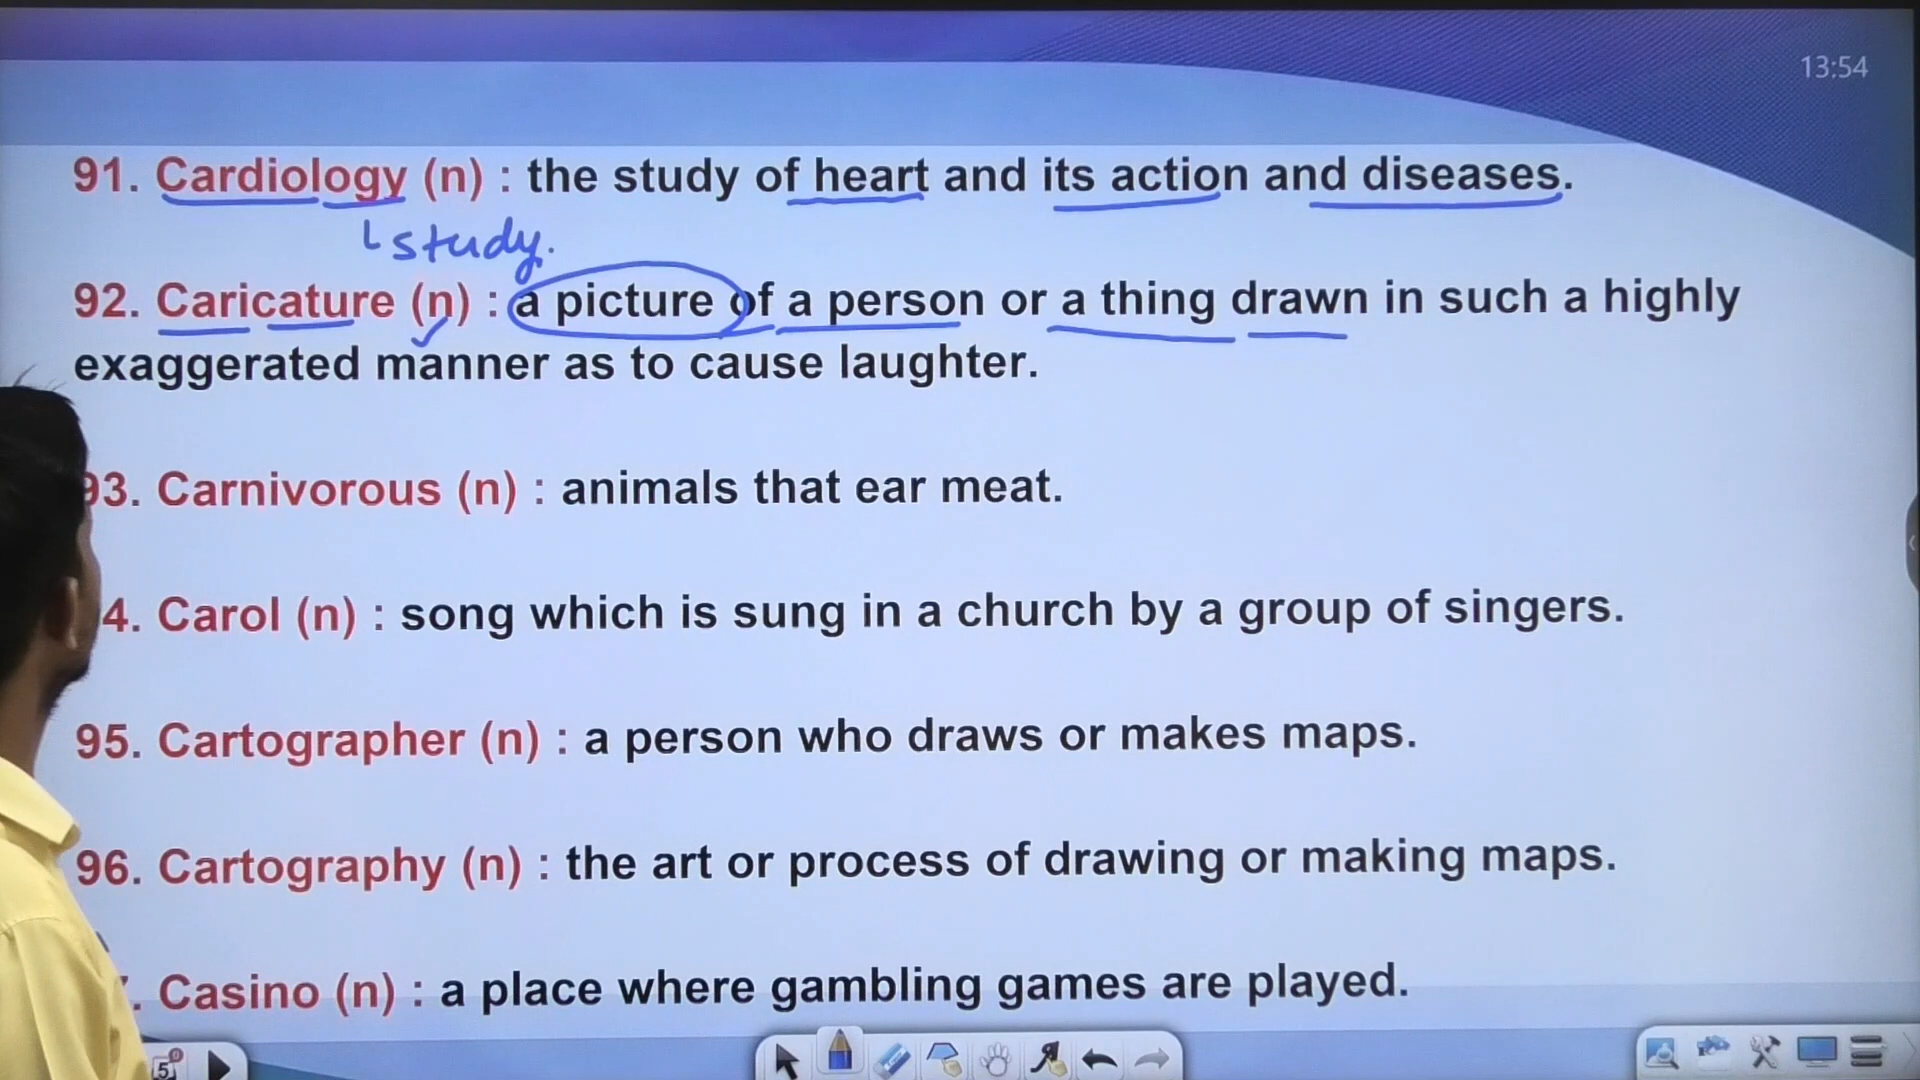 13:54
91. Cardiology (n) : the study of heart and its action and diseases.
study.
92. Caricature (n) : a picture of a person or a thing drawn in such a highly
exaggerated manner as to cause laughter.
93. Carnivorous (n) : animals that ear meat.
4. Carol (n) : song which is sung in a church by a group of singers.
95. Cartographer (n) : a person who draws or makes maps.
96. Cartography (n) : the art or process of drawing or making maps.
. Casino (n) : a place where gambling games are played.
5
0